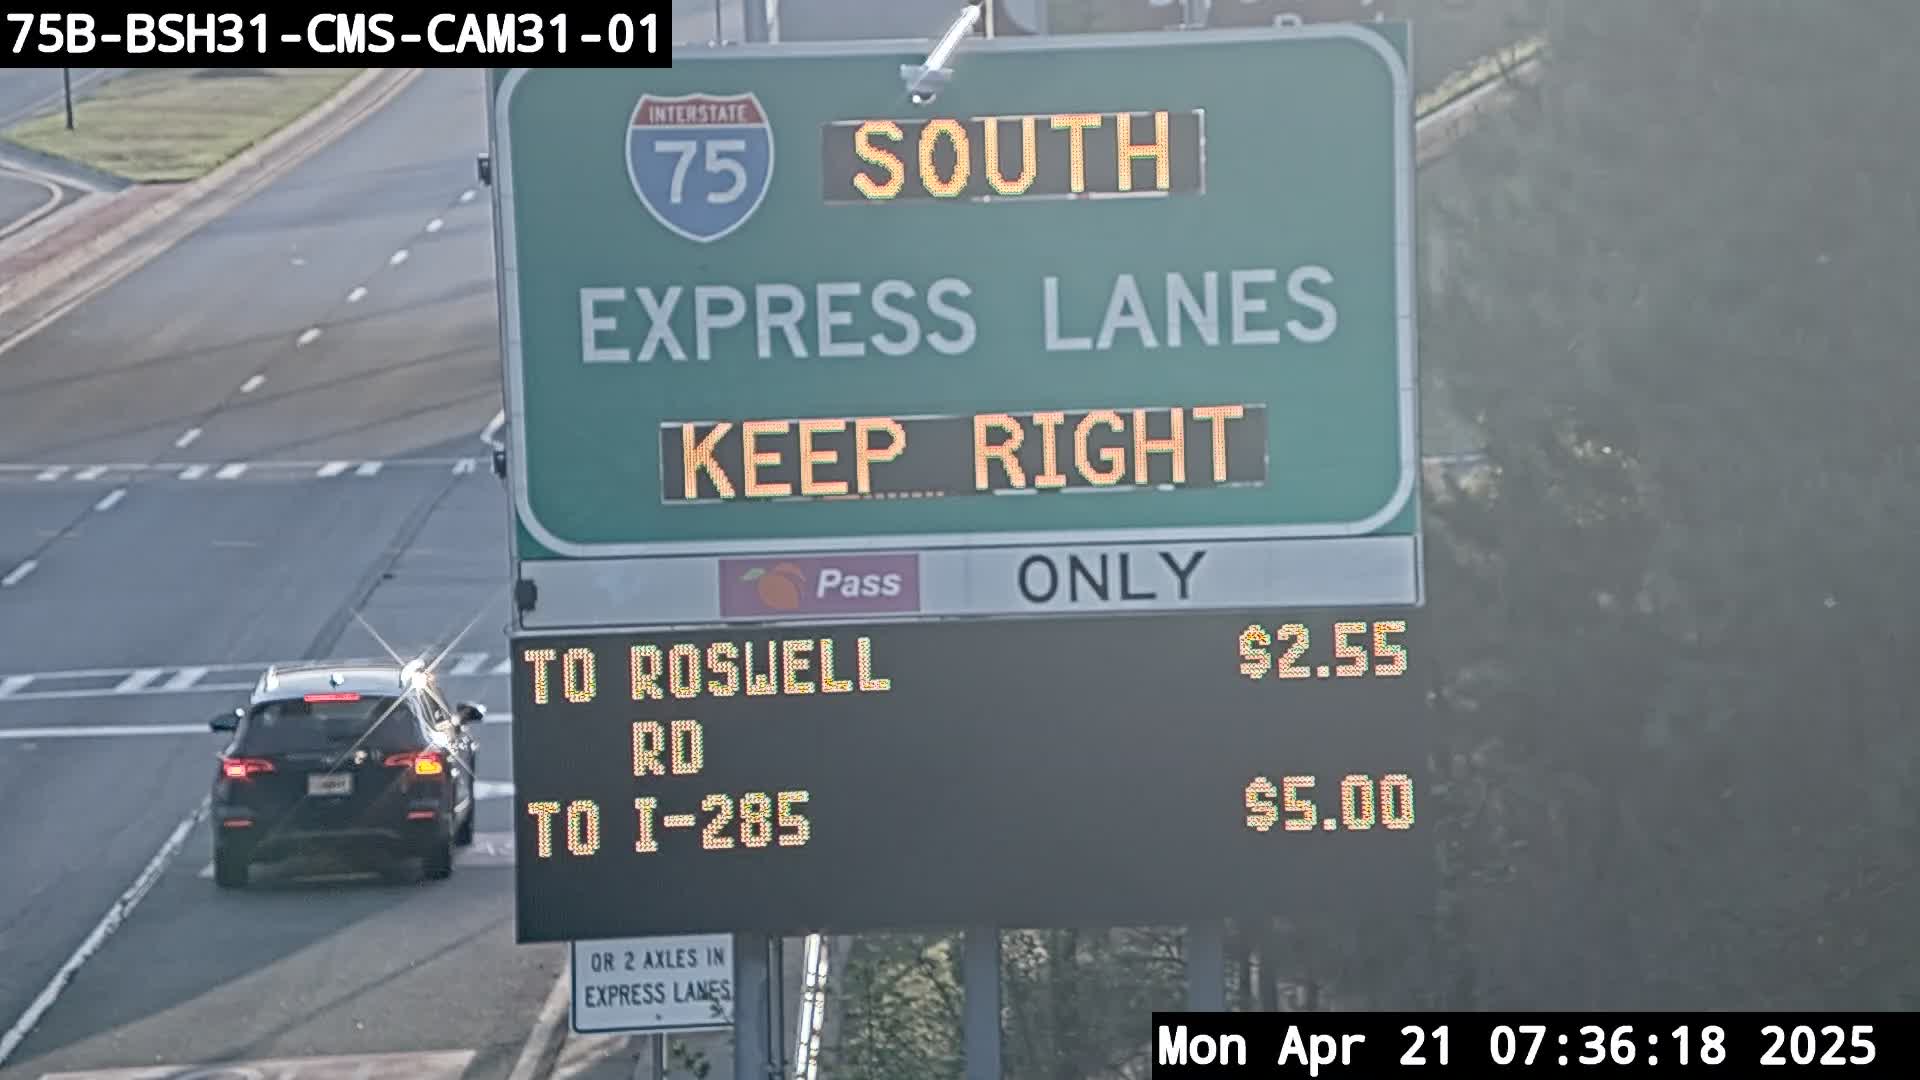 75B-BSH31-CMS-CAM31-01
INTERSTATE
75
SOUTH
EXPRESS LANES
KEEP RIGHT
Pass ONLY
TO ROSWELL $2.55
RD
TO I-285 $5.00
OR 2 AXLES IN
EXPRESS LANES
Mon Apr 21 07:36:18 2025